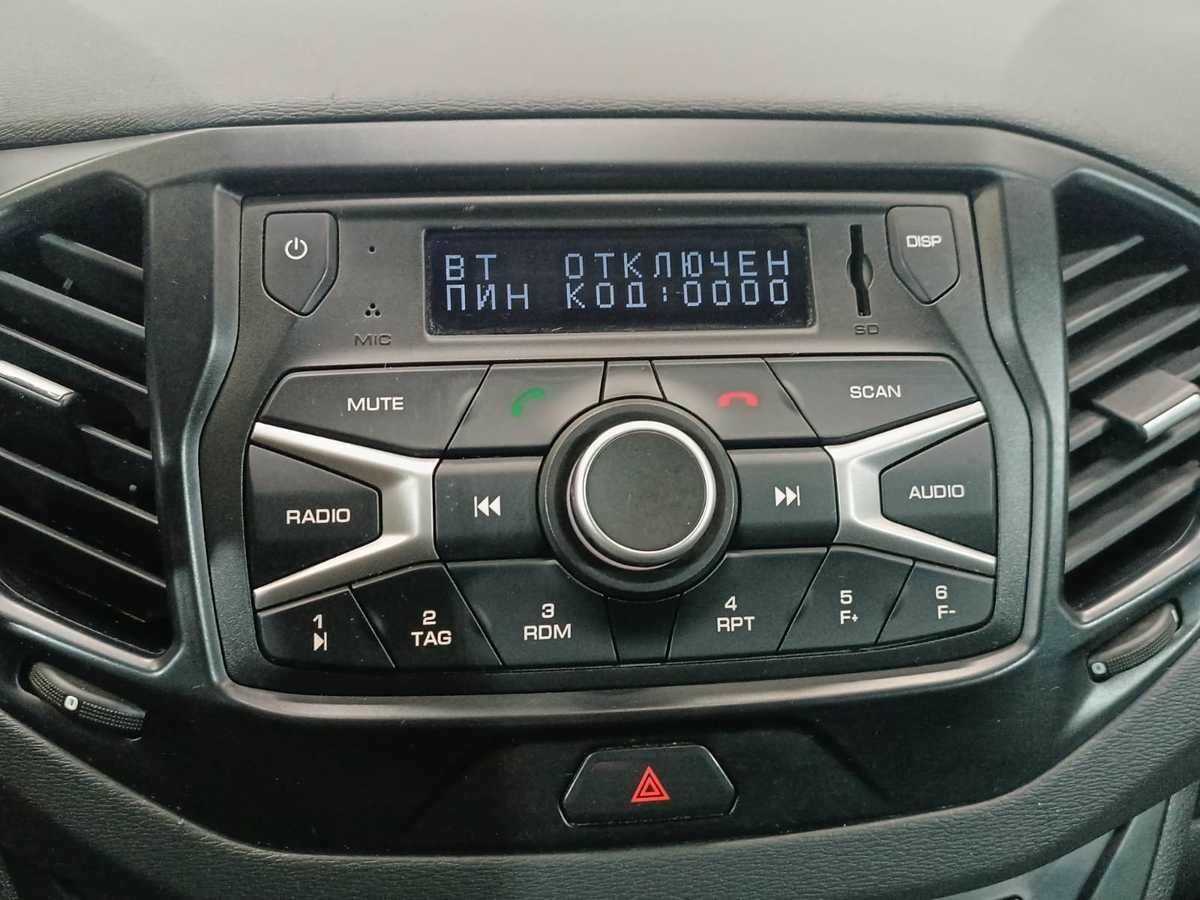 DISP
ВТ ОТКЛЮЧЕН
ПИН КОД:0000
MIC
SD
MUTE
SCAN
RADIO
AUDIO
1
2
TAG
3
RDM
4
RPT
5
F+
6
F-